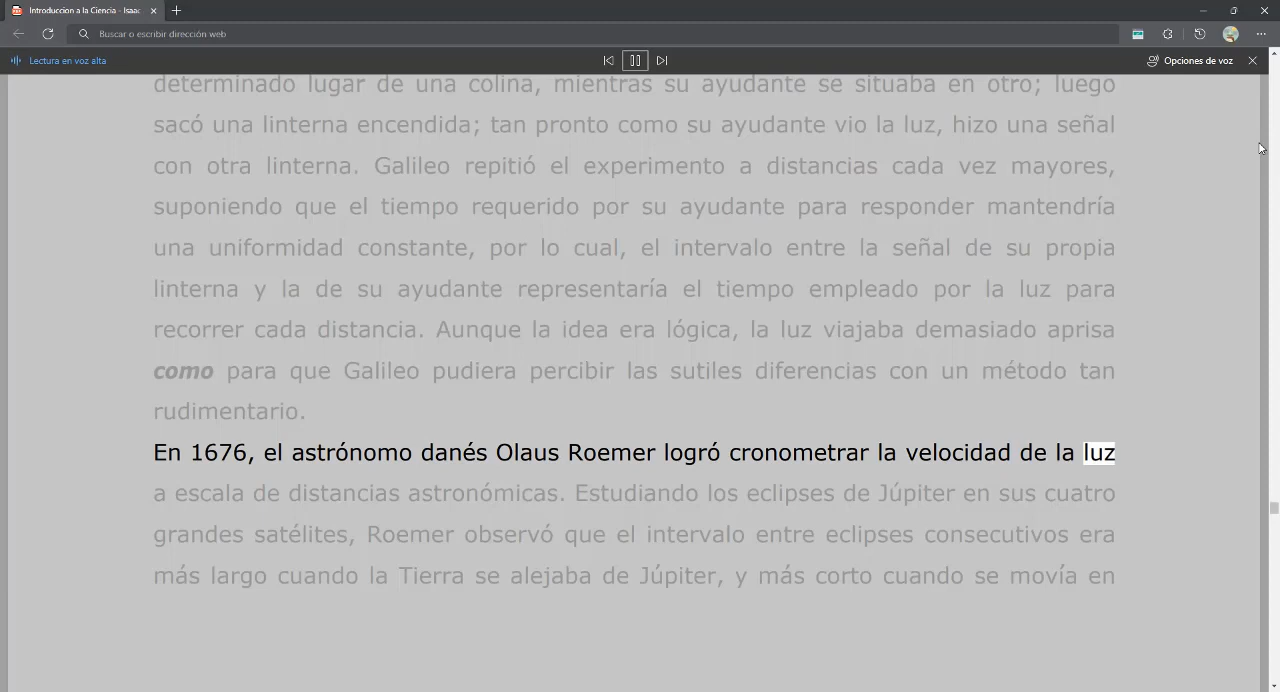 Introduccion a la Ciencia - Isaac
Buscar o escribir dirección web
Lectura en voz alta
Opciones de voz
determinado lugar de una colina, mientras su ayudante se situaba en otro; luego
sacó una linterna encendida; tan pronto como su ayudante vio la luz, hizo una señal
con otra linterna. Galileo repitió el experimento a distancias cada vez mayores,
suponiendo que el tiempo requerido por su ayudante para responder mantendría
una uniformidad constante, por lo cual, el intervalo entre la señal de su propia
linterna y la de su ayudante representaría el tiempo empleado por la luz para
recorrer cada distancia. Aunque la idea era lógica, la luz viajaba demasiado aprisa
como para que Galileo pudiera percibir las sutiles diferencias con un método tan
rudimentario.
En 1676, el astrónomo danés Olaus Roemer logró cronometrar la velocidad de la luz
a escala de distancias astronómicas. Estudiando los eclipses de Júpiter en sus cuatro
grandes satélites, Roemer observó que el intervalo entre eclipses consecutivos era
más largo cuando la Tierra se alejaba de Júpiter, y más corto cuando se movía en